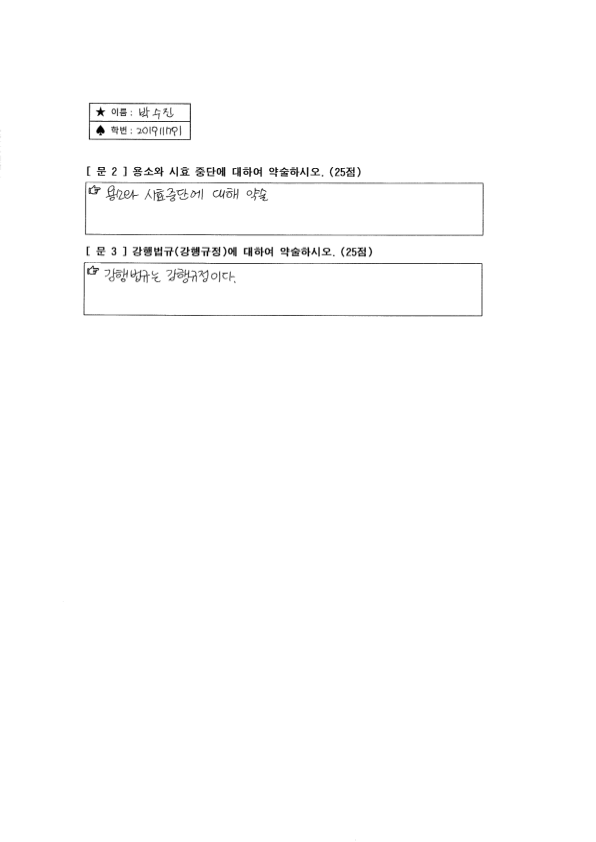 ★ 이름 : 박수진
♠ 학번 : 201911791
[ 문 2 ] 용소와 시효 중단에 대하여 약술하시오. (25점)
☞ 용소와 시효중단에 대해 약술
[ 문 3 ] 강행법규(강행규정)에 대하여 약술하시오. (25점)
☞ 강행법규는 강행규정이다.